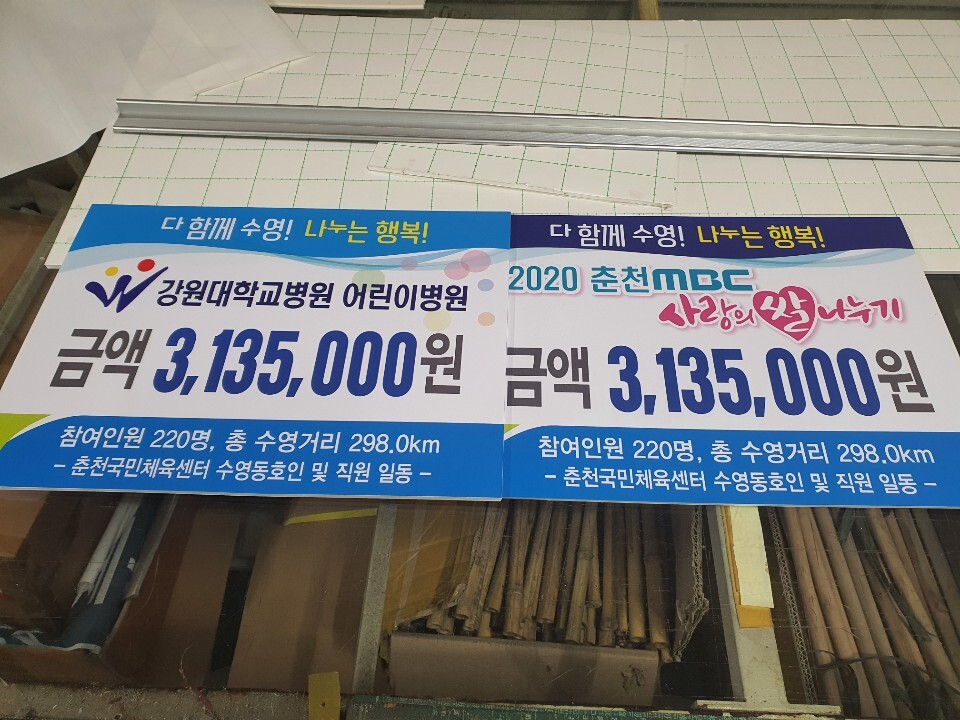 다 함께 수영! 나누는 행복!
강원대학교병원 어린이병원
금액 3,135,000원
참여인원 220명, 총 수영거리 298.0km
- 춘천국민체육센터 수영동호인 및 직원 일동 -
다 함께 수영! 나누는 행복!
2020 춘천MBC
사랑의 쌀 나누기
금액 3,135,000원
참여인원 220명, 총 수영거리 298.0km
- 춘천국민체육센터 수영동호인 및 직원 일동 -